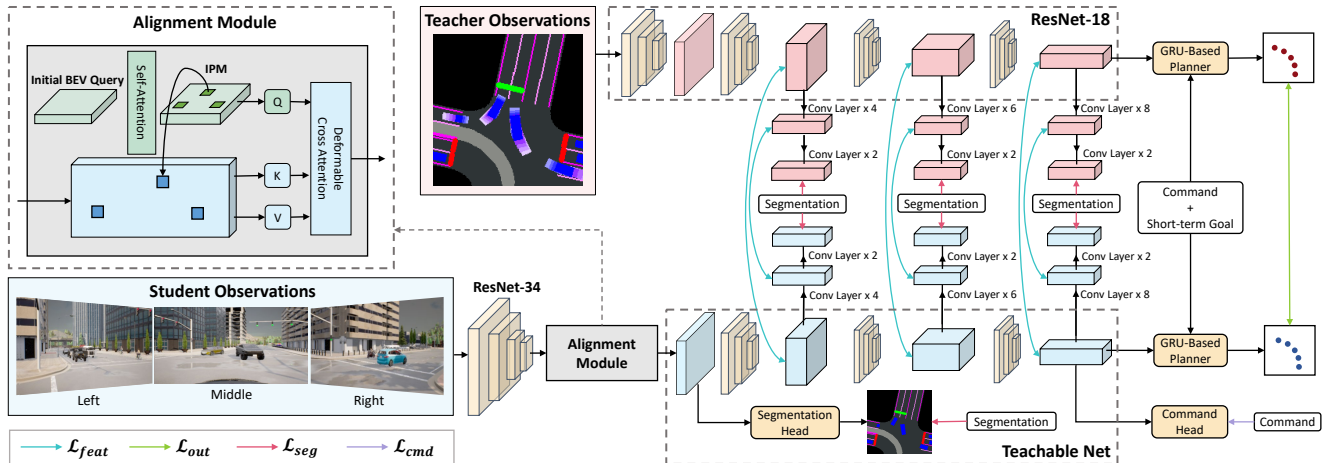 Alignment Module
Initial BEV Query
Self-Attention
IPM
Q
K
V
Deformable
Cross Attention
Teacher Observations
ResNet-18
GRU-Based
Planner
Conv Layer x 4
Conv Layer x 6
Conv Layer x 8
Conv Layer x 2
Conv Layer x 2
Conv Layer x 2
Segmentation
Segmentation
Segmentation
Command
+
Short-term Goal
Conv Layer x 2
Conv Layer x 2
Conv Layer x 2
Conv Layer x 4
Conv Layer x 6
Conv Layer x 8
Student Observations
Left
Middle
Right
ResNet-34
Alignment
Module
GRU-Based
Planner
Segmentation
Head
Segmentation
Command
Head
Command
Teachable Net
ℒfeat
ℒout
ℒseg
ℒcmd